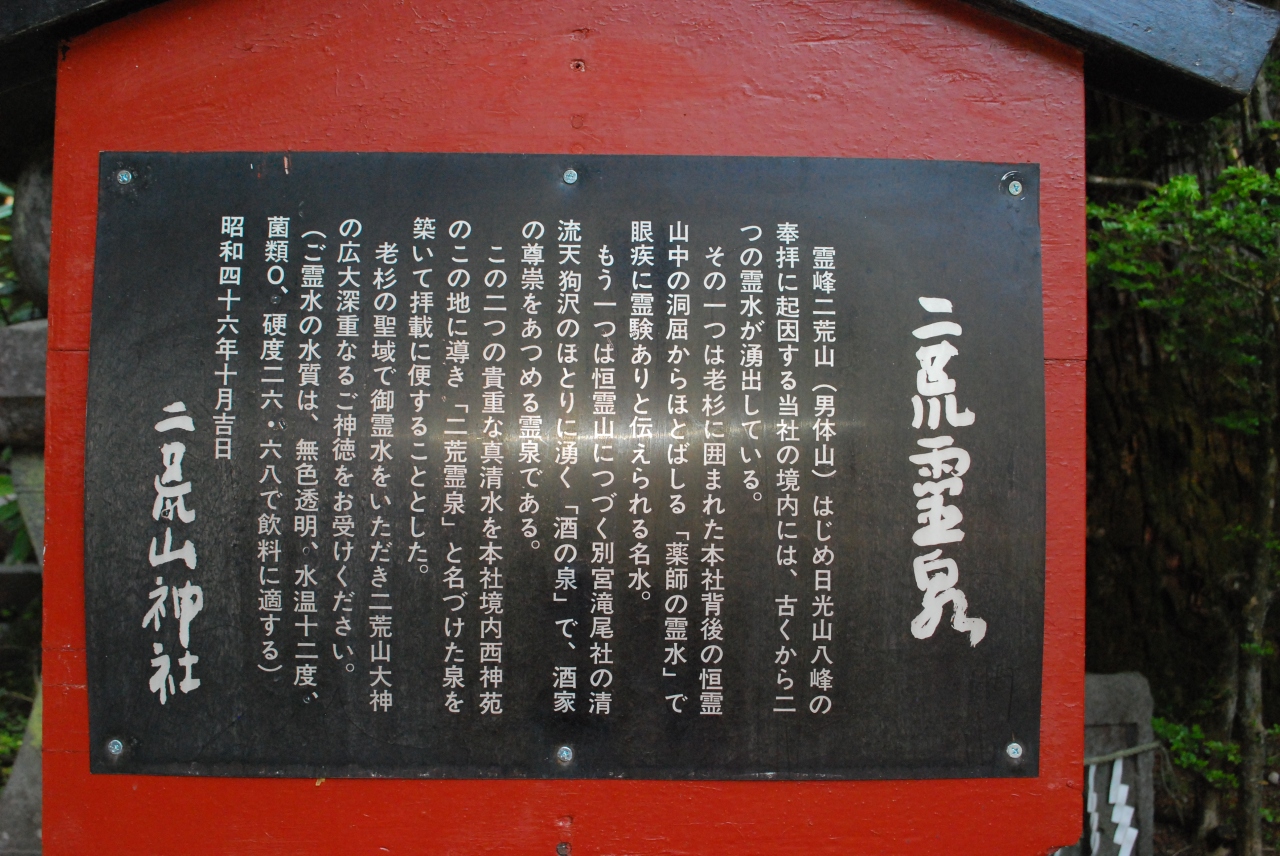 二荒霊泉
霊峰二荒山（男体山）はじめ日光山八峰の
奉拝に起因する当社の境内には、古くから二
つの霊水が湧出している。
その一つは老杉に囲まれた本社背後の恒霊
山中の洞屈からほとばしる「薬師の霊水」で
眼疾に霊験ありと伝えられる名水。
もう一つは恒霊山につづく別宮滝尾社の清
流天狗沢のほとりに湧く「酒の泉」で、酒家
の尊崇をあつめる霊泉である。
この二つの貴重な真清水を本社境内西神苑
のこの地に導き「二荒霊泉」と名づけた泉を
築いて拝載に便することとした。
老杉の聖域で御霊水をいただき二荒山大神
の広大深重なるご神徳をお受けください。
（ご霊水の水質は、無色透明、水温十二度、
菌類０、硬度二六・六八で飲料に適する）
昭和四十六年十月吉日
二荒山神社